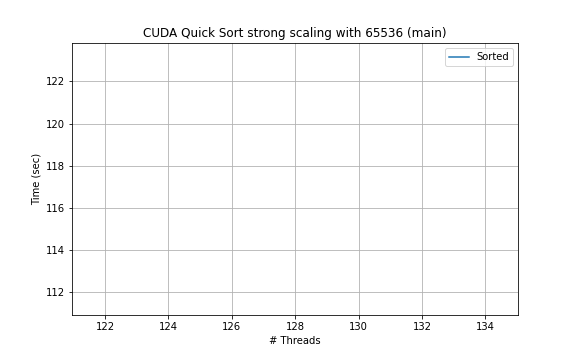 CUDA Quick Sort strong scaling with 65536 (main)
Sorted
Time (sec)
122
120
118
116
114
112
122 124 126 128 130 132 134
# Threads